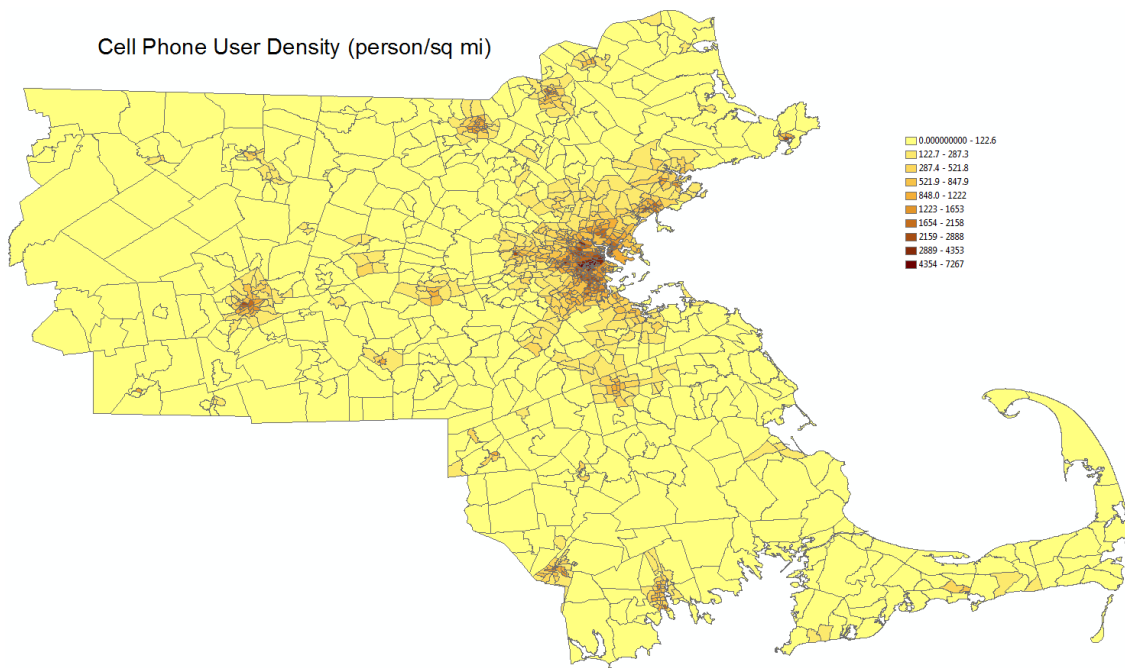 Cell Phone User Density (person/sq mi)
0.000000000 - 122.6
122.7 - 287.3
287.4 - 521.8
521.9 - 847.9
848.0 - 1222
1223 - 1653
1654 - 2158
2159 - 2888
2889 - 4353
4354 - 7267